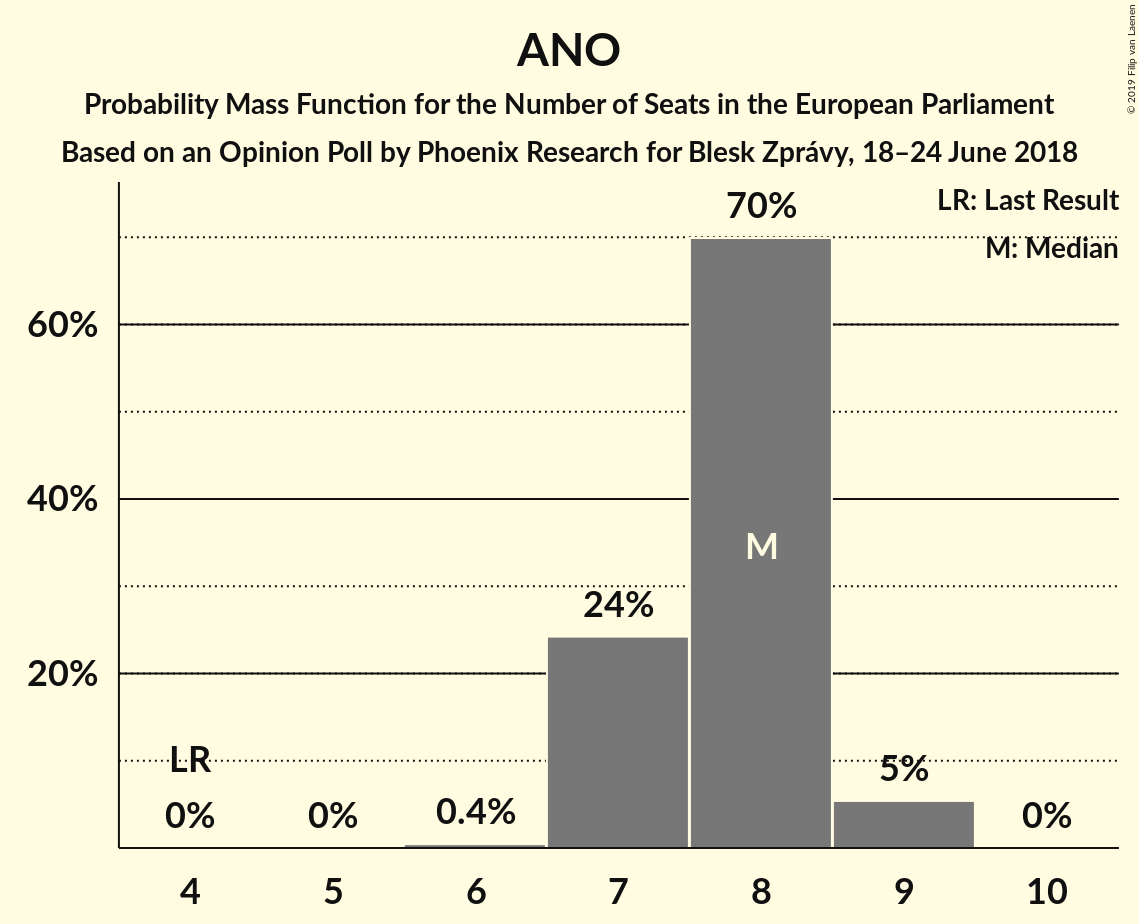 ANO
Probability Mass Function for the Number of Seats in the European Parliament
Based on an Opinion Poll by Phoenix Research for Blesk Zprávy, 18–24 June 2018
© 2019 Filip van Laenen
LR: Last Result
M: Median
60%
40%
20%
LR
0%
0%
0.4%
24%
70%
M
5%
0%
4
5
6
7
8
9
10